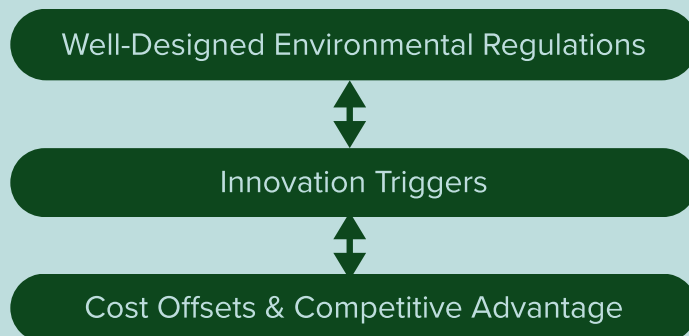 Well-Designed Environmental Regulations
Innovation Triggers
Cost Offsets & Competitive Advantage